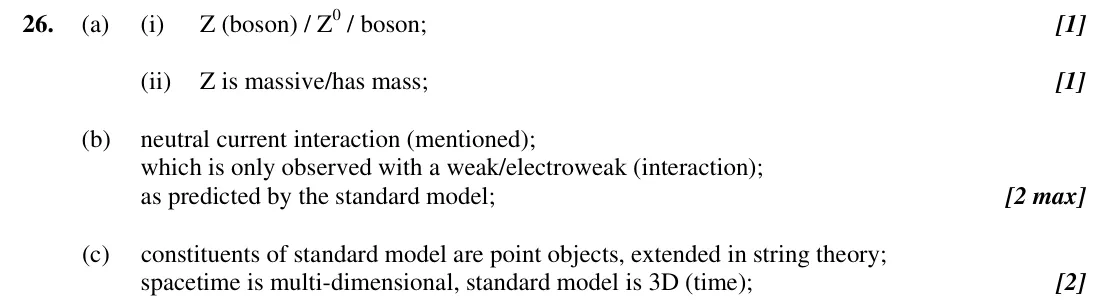 26. (a) (i) Z (boson) / Z⁰ / boson; [1]
(ii) Z is massive/has mass; [1]
(b) neutral current interaction (mentioned);
which is only observed with a weak/electroweak (interaction);
as predicted by the standard model; [2 max]
(c) constituents of standard model are point objects, extended in string theory;
spacetime is multi-dimensional, standard model is 3D (time); [2]